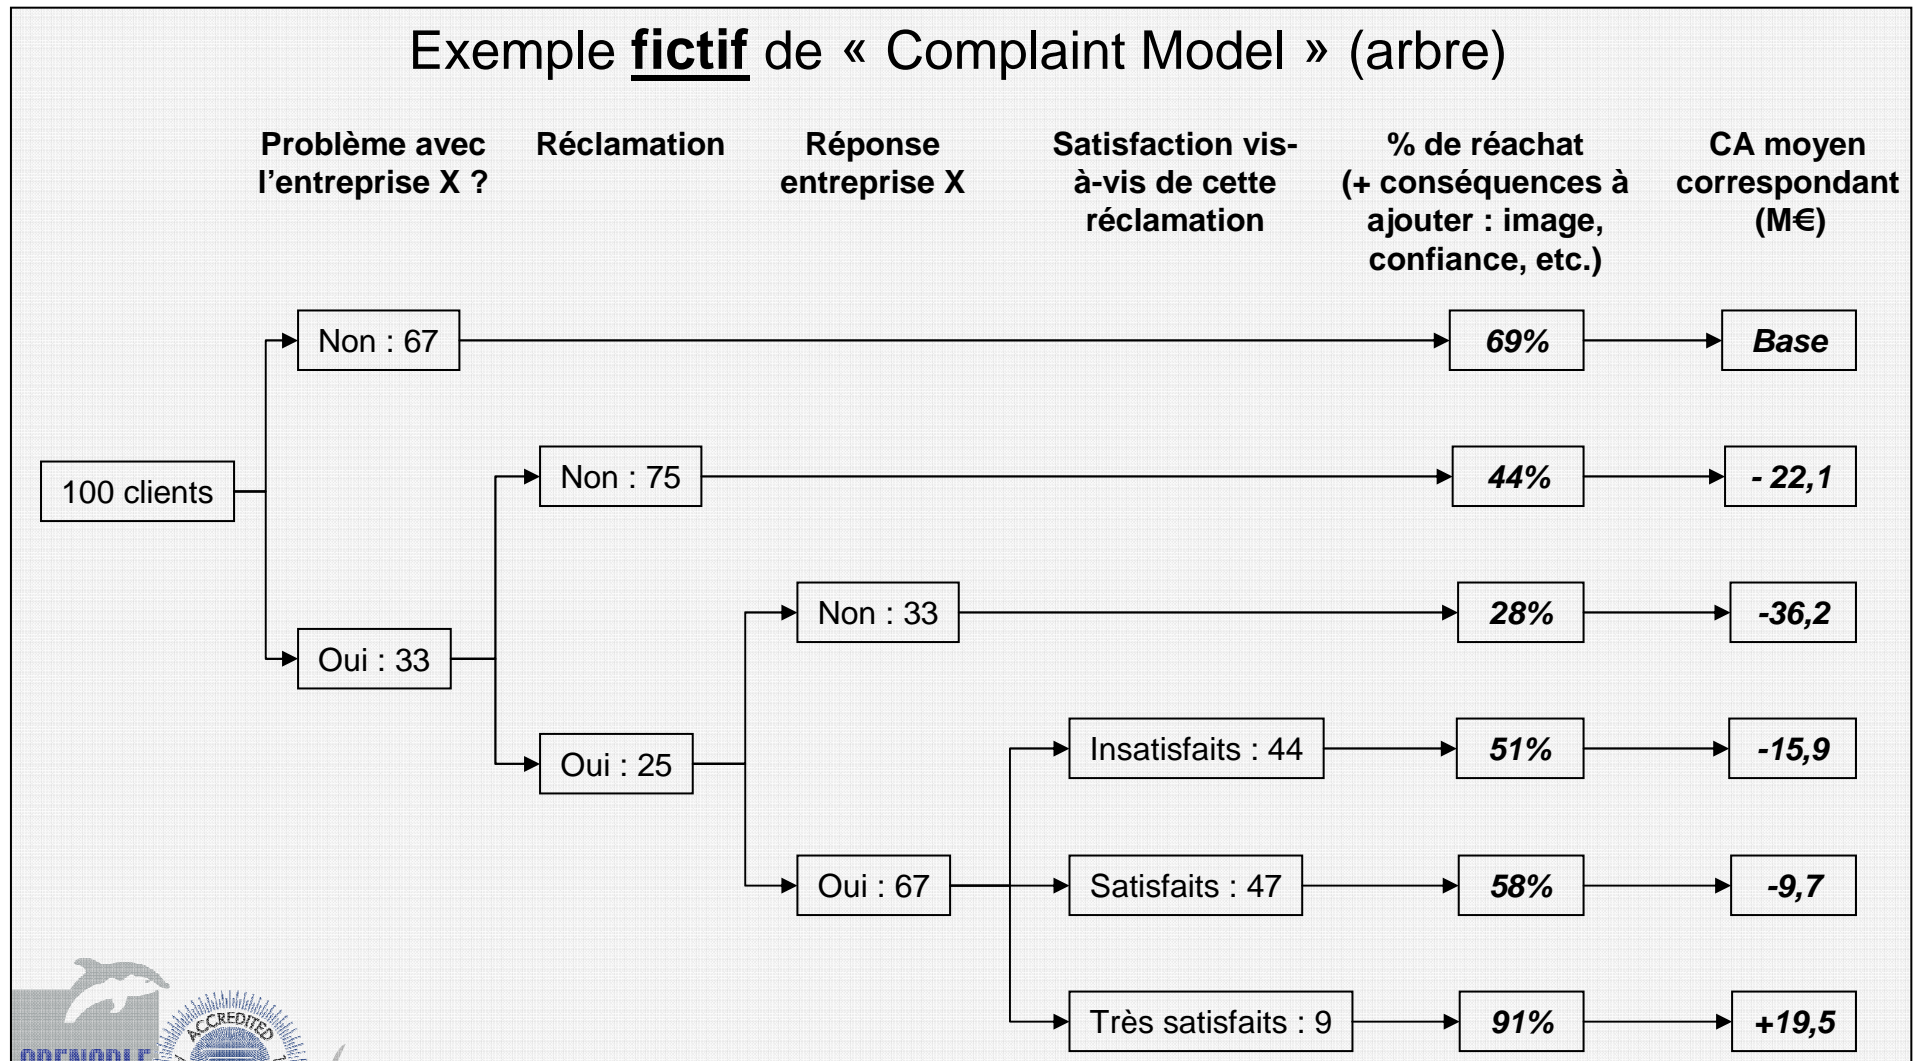 Exemple fictif de « Complaint Model » (arbre)
Problème avec
l'entreprise X ?
Réclamation
Réponse
entreprise X
Satisfaction vis-
à-vis de cette
réclamation
% de réachat
(+ conséquences à
ajouter : image,
confiance, etc.)
CA moyen
correspondant
(M€)
Non : 67
69%
Base
100 clients
Non : 75
44%
- 22,1
Non : 33
28%
-36,2
Oui : 33
Oui : 25
Insatisfaits : 44
51%
-15,9
Oui : 67
Satisfaits : 47
58%
-9,7
Très satisfaits : 9
91%
+19,5
ACCREDITED
GRENOBLE